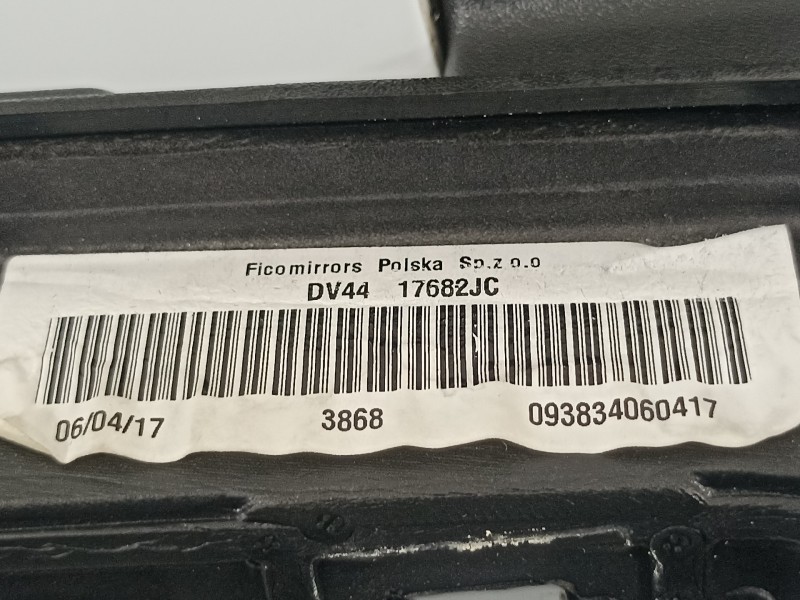 Ficomirrors Polska Sp.z o.o
DV44 17682JC
06/04/17 3868 093834060417